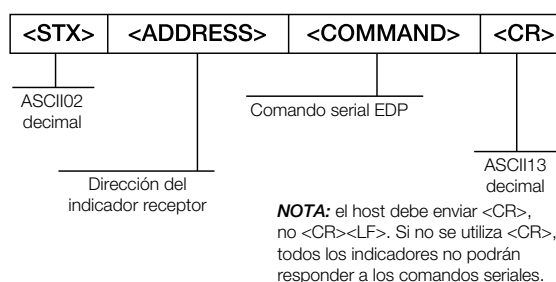 <STX> <ADDRESS> <COMMAND> <CR>
ASCII02
decimal
Comando serial EDP
ASCII13
decimal
Dirección del
indicador receptor
NOTA: el host debe enviar <CR>,
no <CR><LF>. Si no se utiliza <CR>,
todos los indicadores no podrán
responder a los comandos seriales.